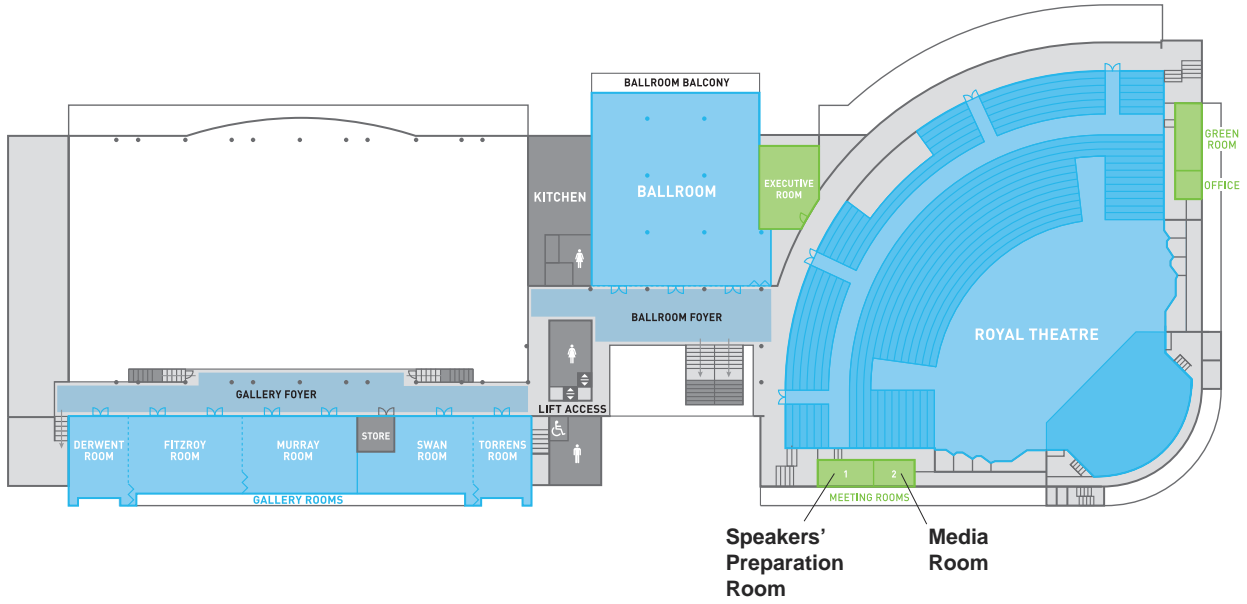 BALLROOM BALCONY
GREEN
ROOM
KITCHEN
BALLROOM
EXECUTIVE
ROOM
OFFICE
BALLROOM FOYER
ROYAL THEATRE
GALLERY FOYER
LIFT ACCESS
DERWENT
ROOM
FITZROY
ROOM
MURRAY
ROOM
STORE
SWAN
ROOM
TORRENS
ROOM
GALLERY ROOMS
1
2
MEETING ROOMS
Speakers’
Preparation
Room
Media
Room